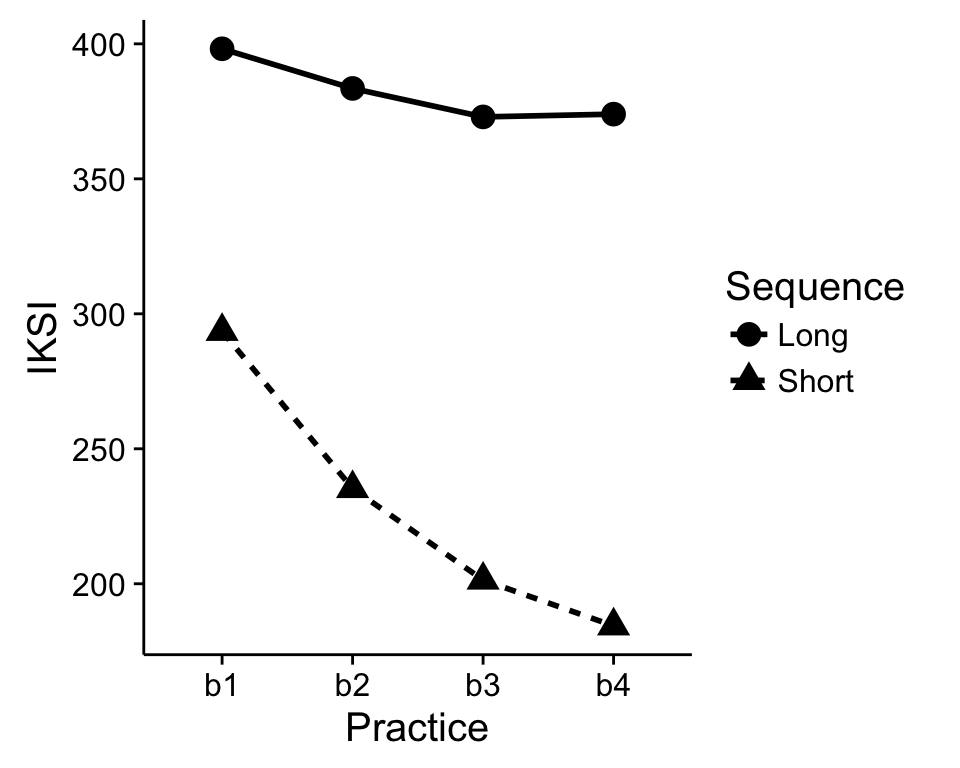 400
350
300
250
200
IKSI
b1 b2 b3 b4
Practice
Sequence
Long
Short